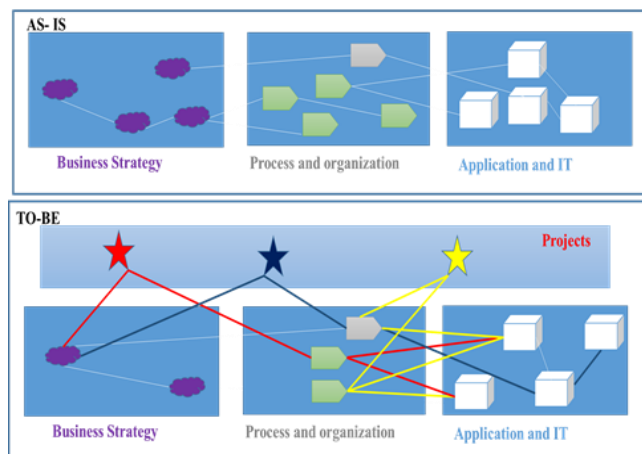 AS- IS
Business Strategy
Process and organization
Application and IT
TO-BE
Projects
Business Strategy
Process and organization
Application and IT